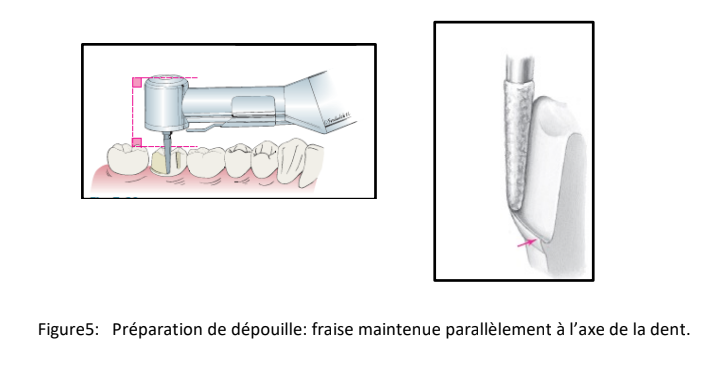 Figure5: Préparation de dépouille: fraise maintenue parallèlement à l’axe de la dent.